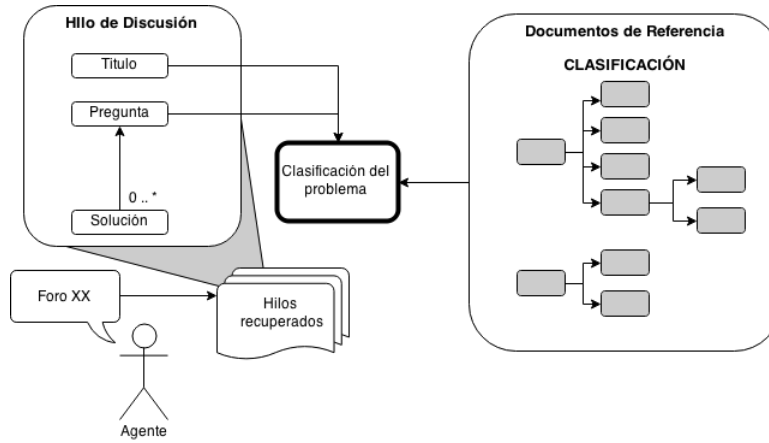 HIlo de Discusión
Titulo
Pregunta
0 .. *
Solución
Clasificación del
problema
Documentos de Referencia
CLASIFICACIÓN
Foro XX
Hilos
recuperados
Agente